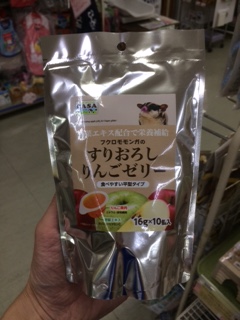 CASA
エキス配合で栄養補給
フクロモモンガの
すりおろし
りんごゼリー
食べやすい平型タイプ
16g×10個入